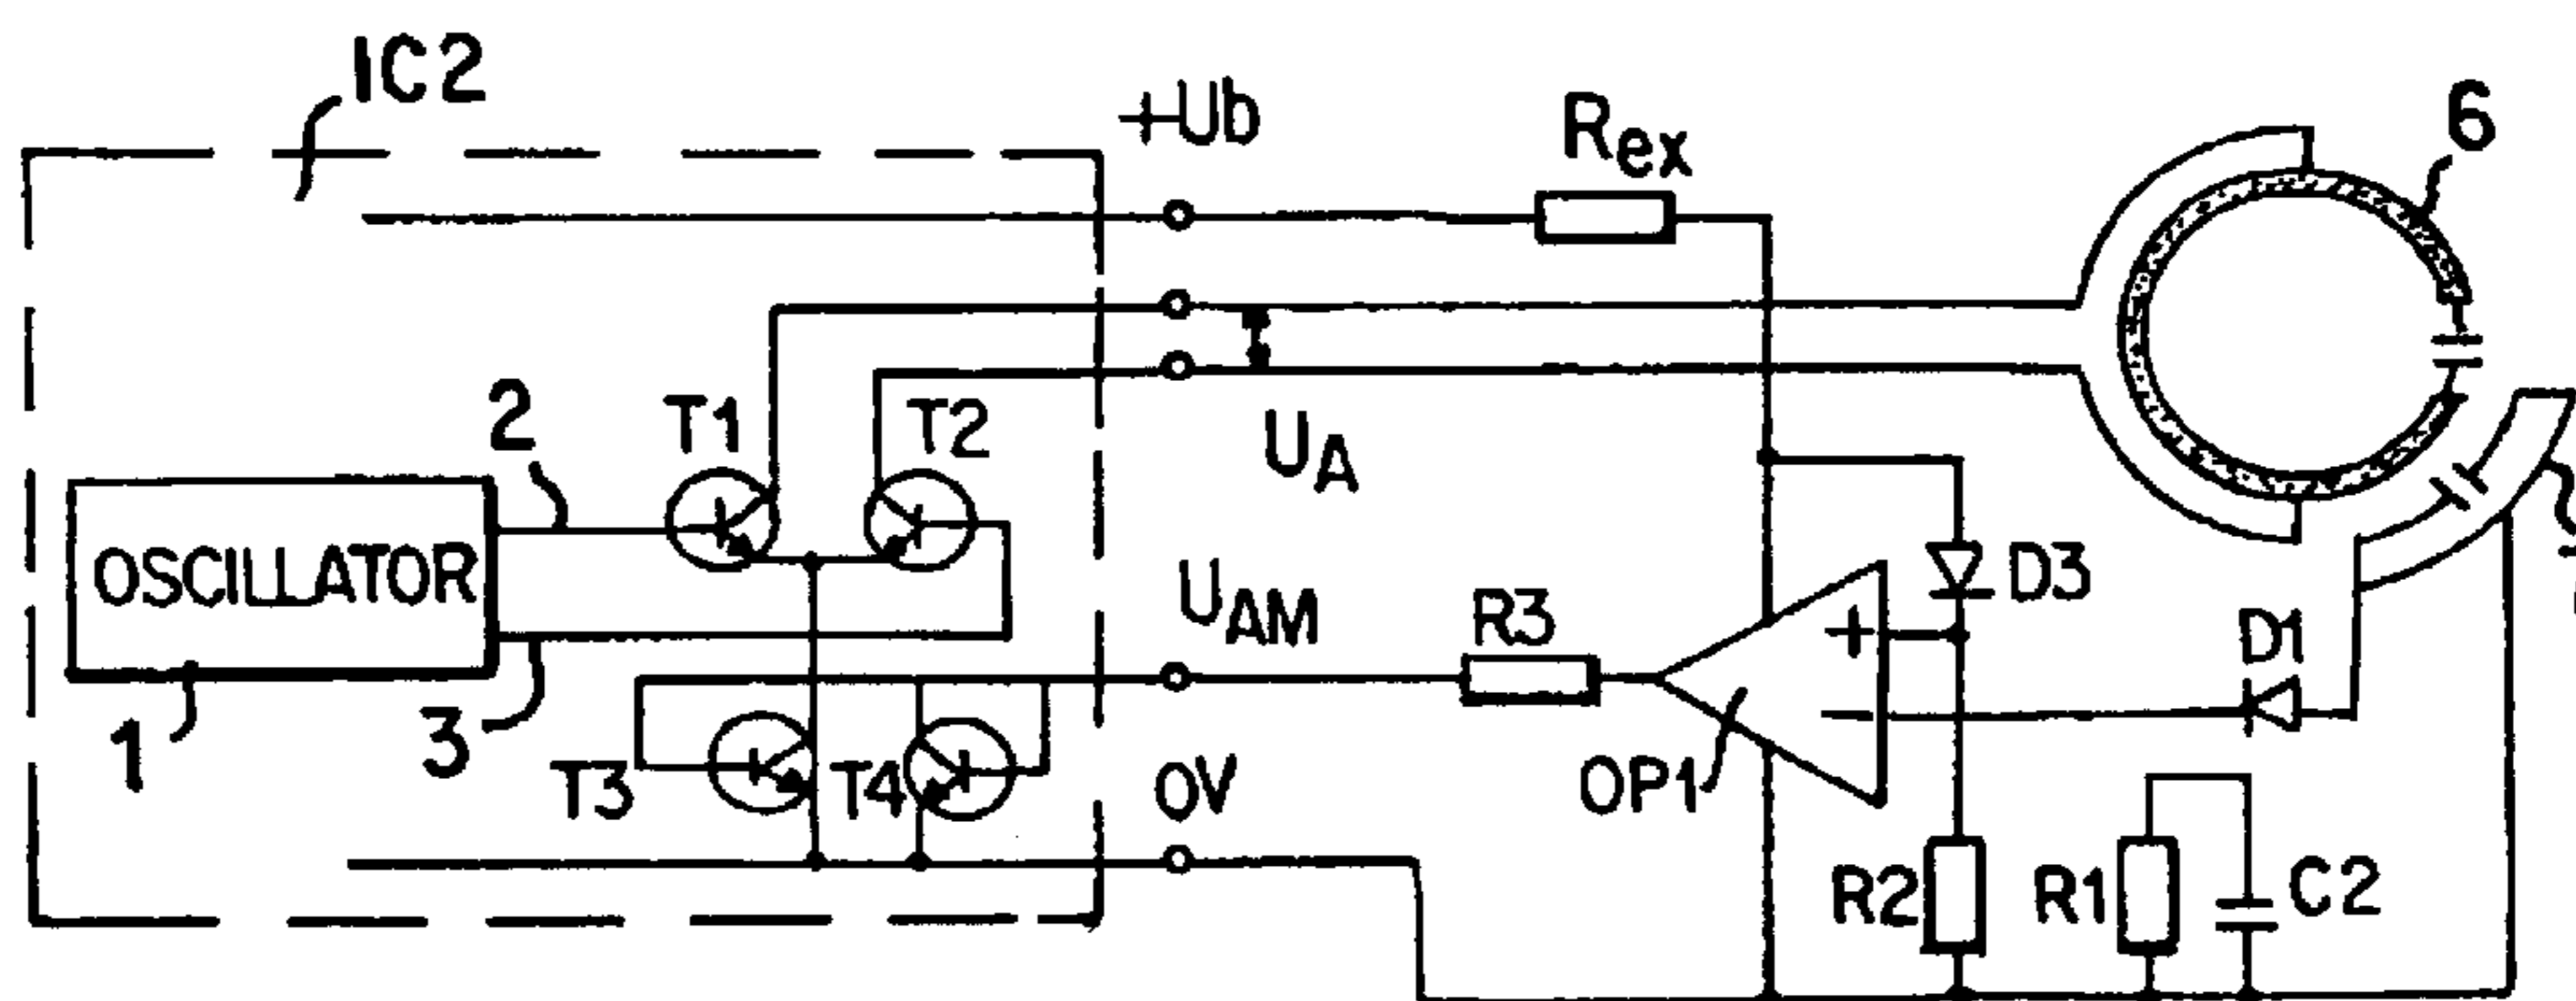 IC2
+Ub
Rex
6
2
T1
T2
UA
OSCILLATOR
UAM
R3
D3
D1
1
3
T3
T4
0V
OP1
R2
R1
C2